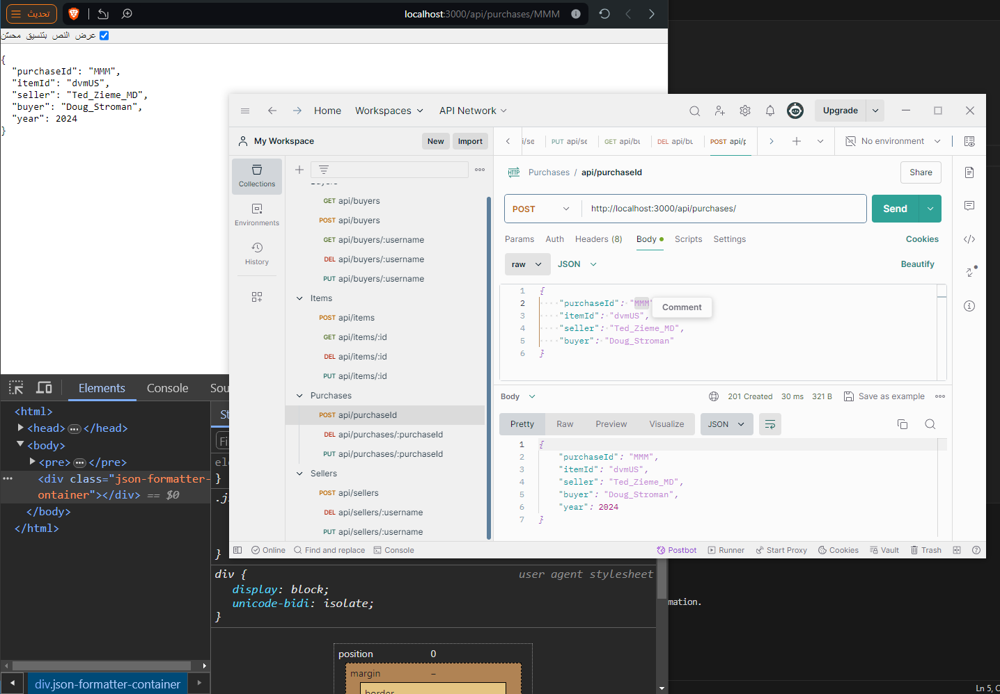 تحديث
localhost:3000/api/purchases/MMM
عرض النص بتنسيق محسّن
{
"purchaseId": "MMM",
"itemId": "dvmUS",
"seller": "Ted_Zieme_MD",
"buyer": "Doug_Stroman",
"year": 2024
}
Home Workspaces API Network Upgrade
My Workspace New Import
PUT api/se GET api/bu DEL api/bu POST api/p No environment
Collections
Environments
History
GET api/buyers
POST api/buyers
GET api/buyers/:username
DEL api/buyers/:username
PUT api/buyers/:username
Items
POST api/items
GET api/items/:id
DEL api/items/:id
PUT api/items/:id
Purchases
POST api/purchaseId
DEL api/purchases/:purchaseId
PUT api/purchases/:purchaseId
Sellers
POST api/sellers
DEL api/sellers/:username
PUT api/sellers/:username
HTTP Purchases / api/purchaseId Share
POST http://localhost:3000/api/purchases/ Send
Params Auth Headers (8) Body Scripts Settings Cookies
raw JSON Beautify
1 {
2 "purchaseId": "MMM"
Comment
3 "itemId": "dvmUS",
4 "seller": "Ted_Zieme_MD",
5 "buyer": "Doug_Stroman"
6 }
Body 201 Created 30 ms 321 B Save as example
Pretty Raw Preview Visualize JSON
1 {
2 "purchaseId": "MMM",
3 "itemId": "dvmUS",
4 "seller": "Ted_Zieme_MD",
5 "buyer": "Doug_Stroman",
6 "year": 2024
7 }
Online Find and replace Console Postbot Runner Start Proxy Cookies Vault Trash
Elements Console Sou
<html>
<head> … </head>
<body>
<pre> … </pre>
<div class="json-formatter-
ontainer"></div> == $0
</body>
</html>
St
Fi
ele
}
.j
}
div { user agent stylesheet
display: block;
unicode-bidi: isolate;
}
position 0
margin –
border
div.json-formatter-container
mation.
Ln 5, C